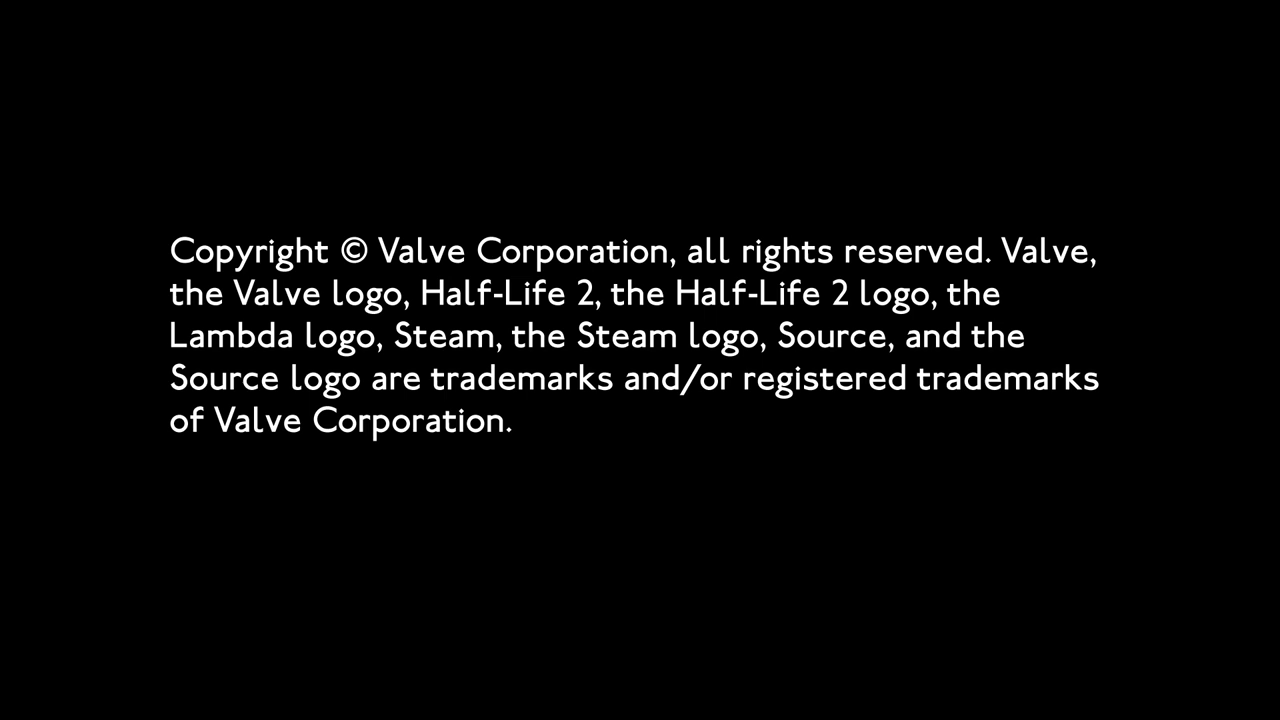 Copyright © Valve Corporation, all rights reserved. Valve,
the Valve logo, Half-Life 2, the Half-Life 2 logo, the
Lambda logo, Steam, the Steam logo, Source, and the
Source logo are trademarks and/or registered trademarks
of Valve Corporation.